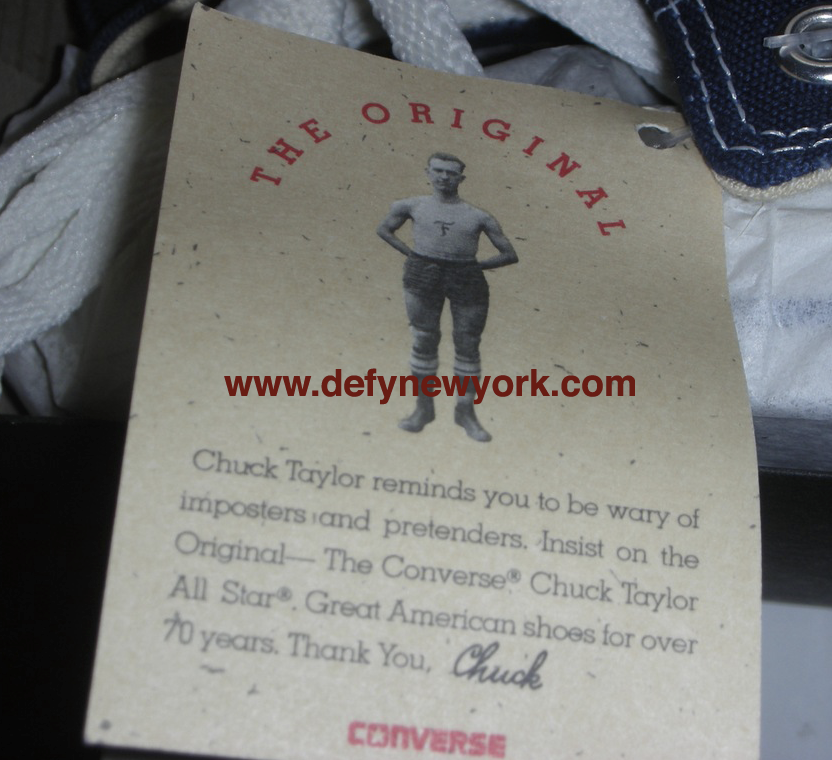 THE ORIGINAL
TF
www.defynewyork.com
Chuck Taylor reminds you to be wary of
imposters and pretenders. Insist on the
Original— The Converse® Chuck Taylor
All Star®. Great American shoes for over
70 years. Thank You, Chuck
CONVERSE